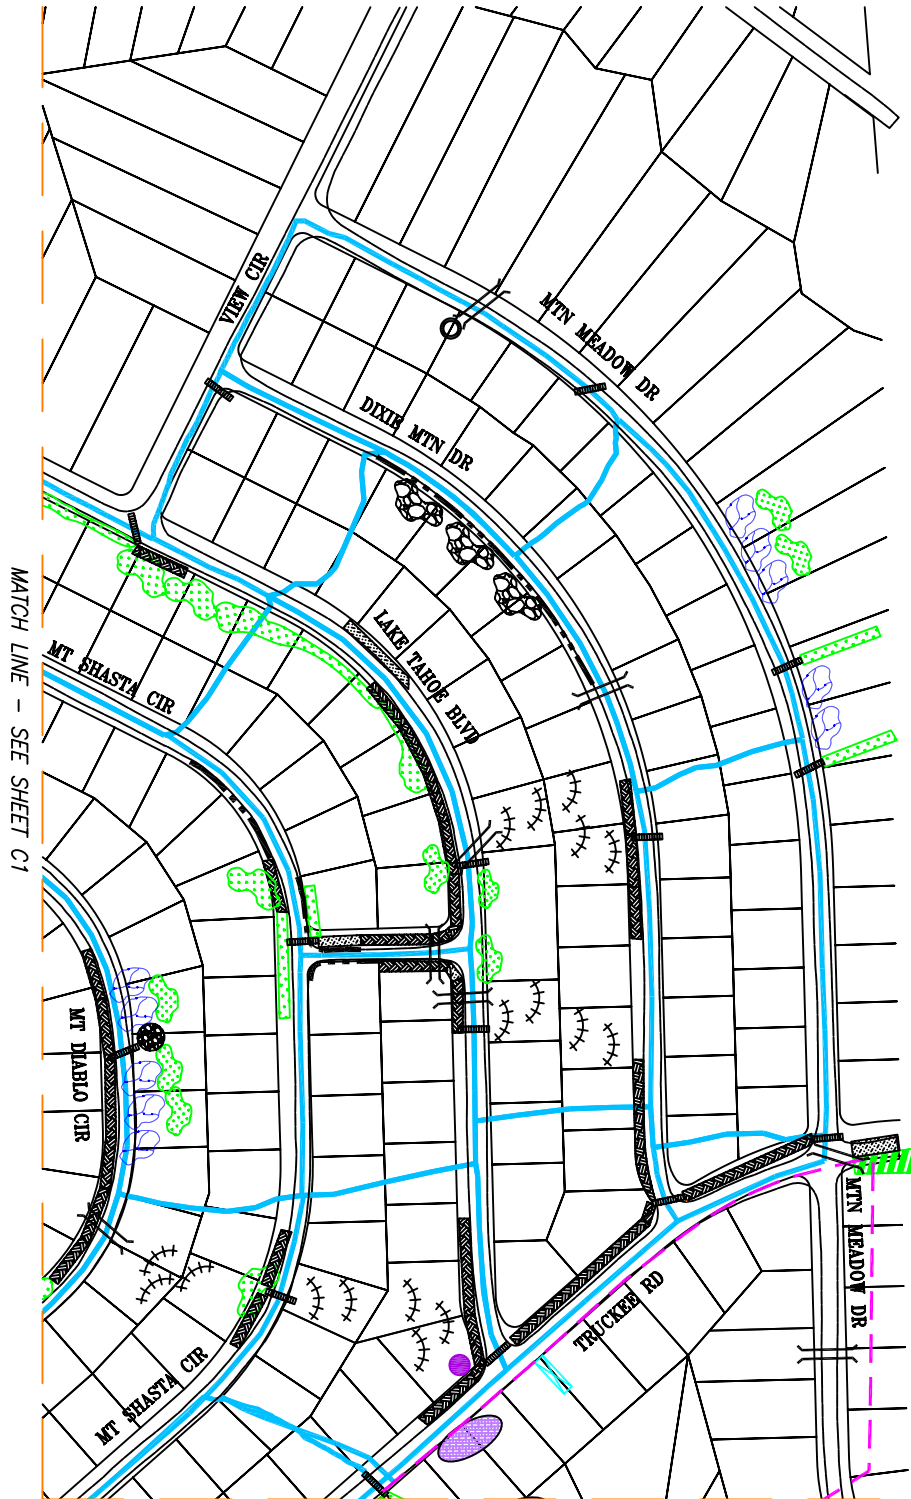 VIEW CIR
MTN MEADOW DR
DIXIE MTN DR
LAKE TAHOE BLVD
MT SHASTA CIR
MATCH LINE - SEE SHEET C1
MT DIABLO CIR
MTN MEADOW DR
TRUCKEE RD
MT SHASTA CIR